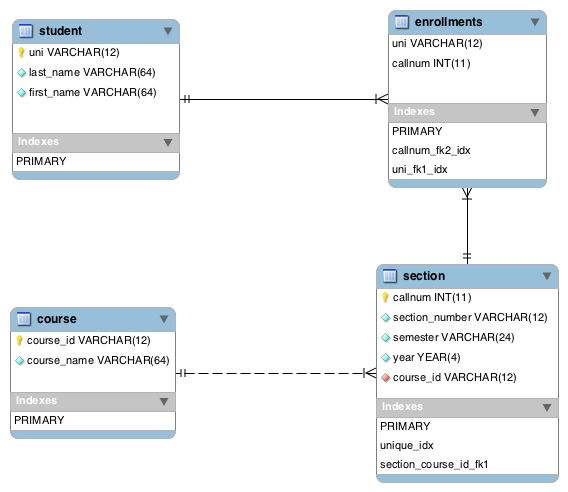 student
uni VARCHAR(12)
last_name VARCHAR(64)
first_name VARCHAR(64)
Indexes
PRIMARY
enrollments
uni VARCHAR(12)
callnum INT(11)
Indexes
PRIMARY
callnum_fk2_idx
uni_fk1_idx
course
course_id VARCHAR(12)
course_name VARCHAR(64)
Indexes
PRIMARY
section
callnum INT(11)
section_number VARCHAR(12)
semester VARCHAR(24)
year YEAR(4)
course_id VARCHAR(12)
Indexes
PRIMARY
unique_idx
section_course_id_fk1